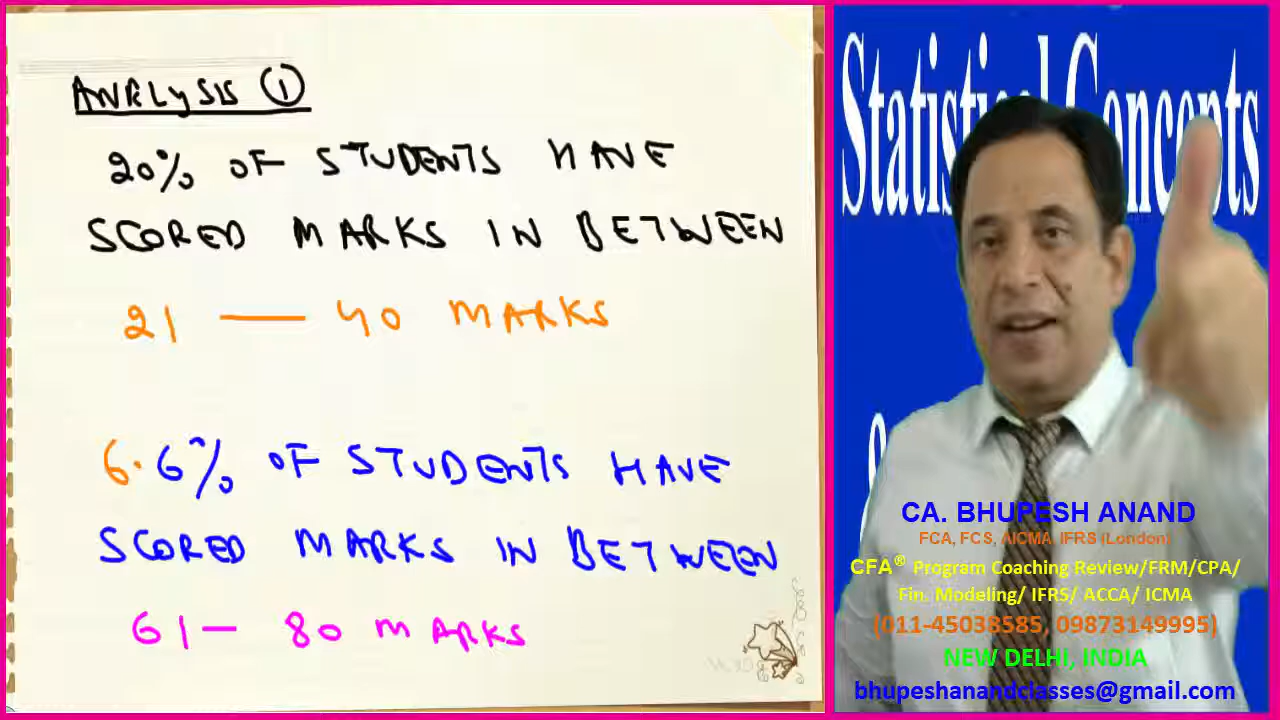 ANALYSIS ①
20% OF STUDENTS HAVE
SCORED MARKS IN BETWEEN
21 — 40 MARKS
6.6% OF STUDENTS HAVE
SCORED MARKS IN BETWEEN
61 — 80 MARKS
Statistical Concepts
CA. BHUPESH ANAND
FCA, FCS, AICMA, IFRS (London)
CFA® Program Coaching Review/FRM/CPA/
Fin. Modeling/ IFRS/ ACCA/ ICMA
(011-45038585, 09873149995)
NEW DELHI, INDIA
bhupeshanandclasses@gmail.com